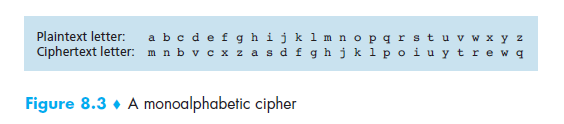 Plaintext letter: a b c d e f g h i j k l m n o p q r s t u v w x y z
Ciphertext letter: m n b v c x z a s d f g h j k l p o i u y t r e w q
Figure 8.3 ♦ A monoalphabetic cipher